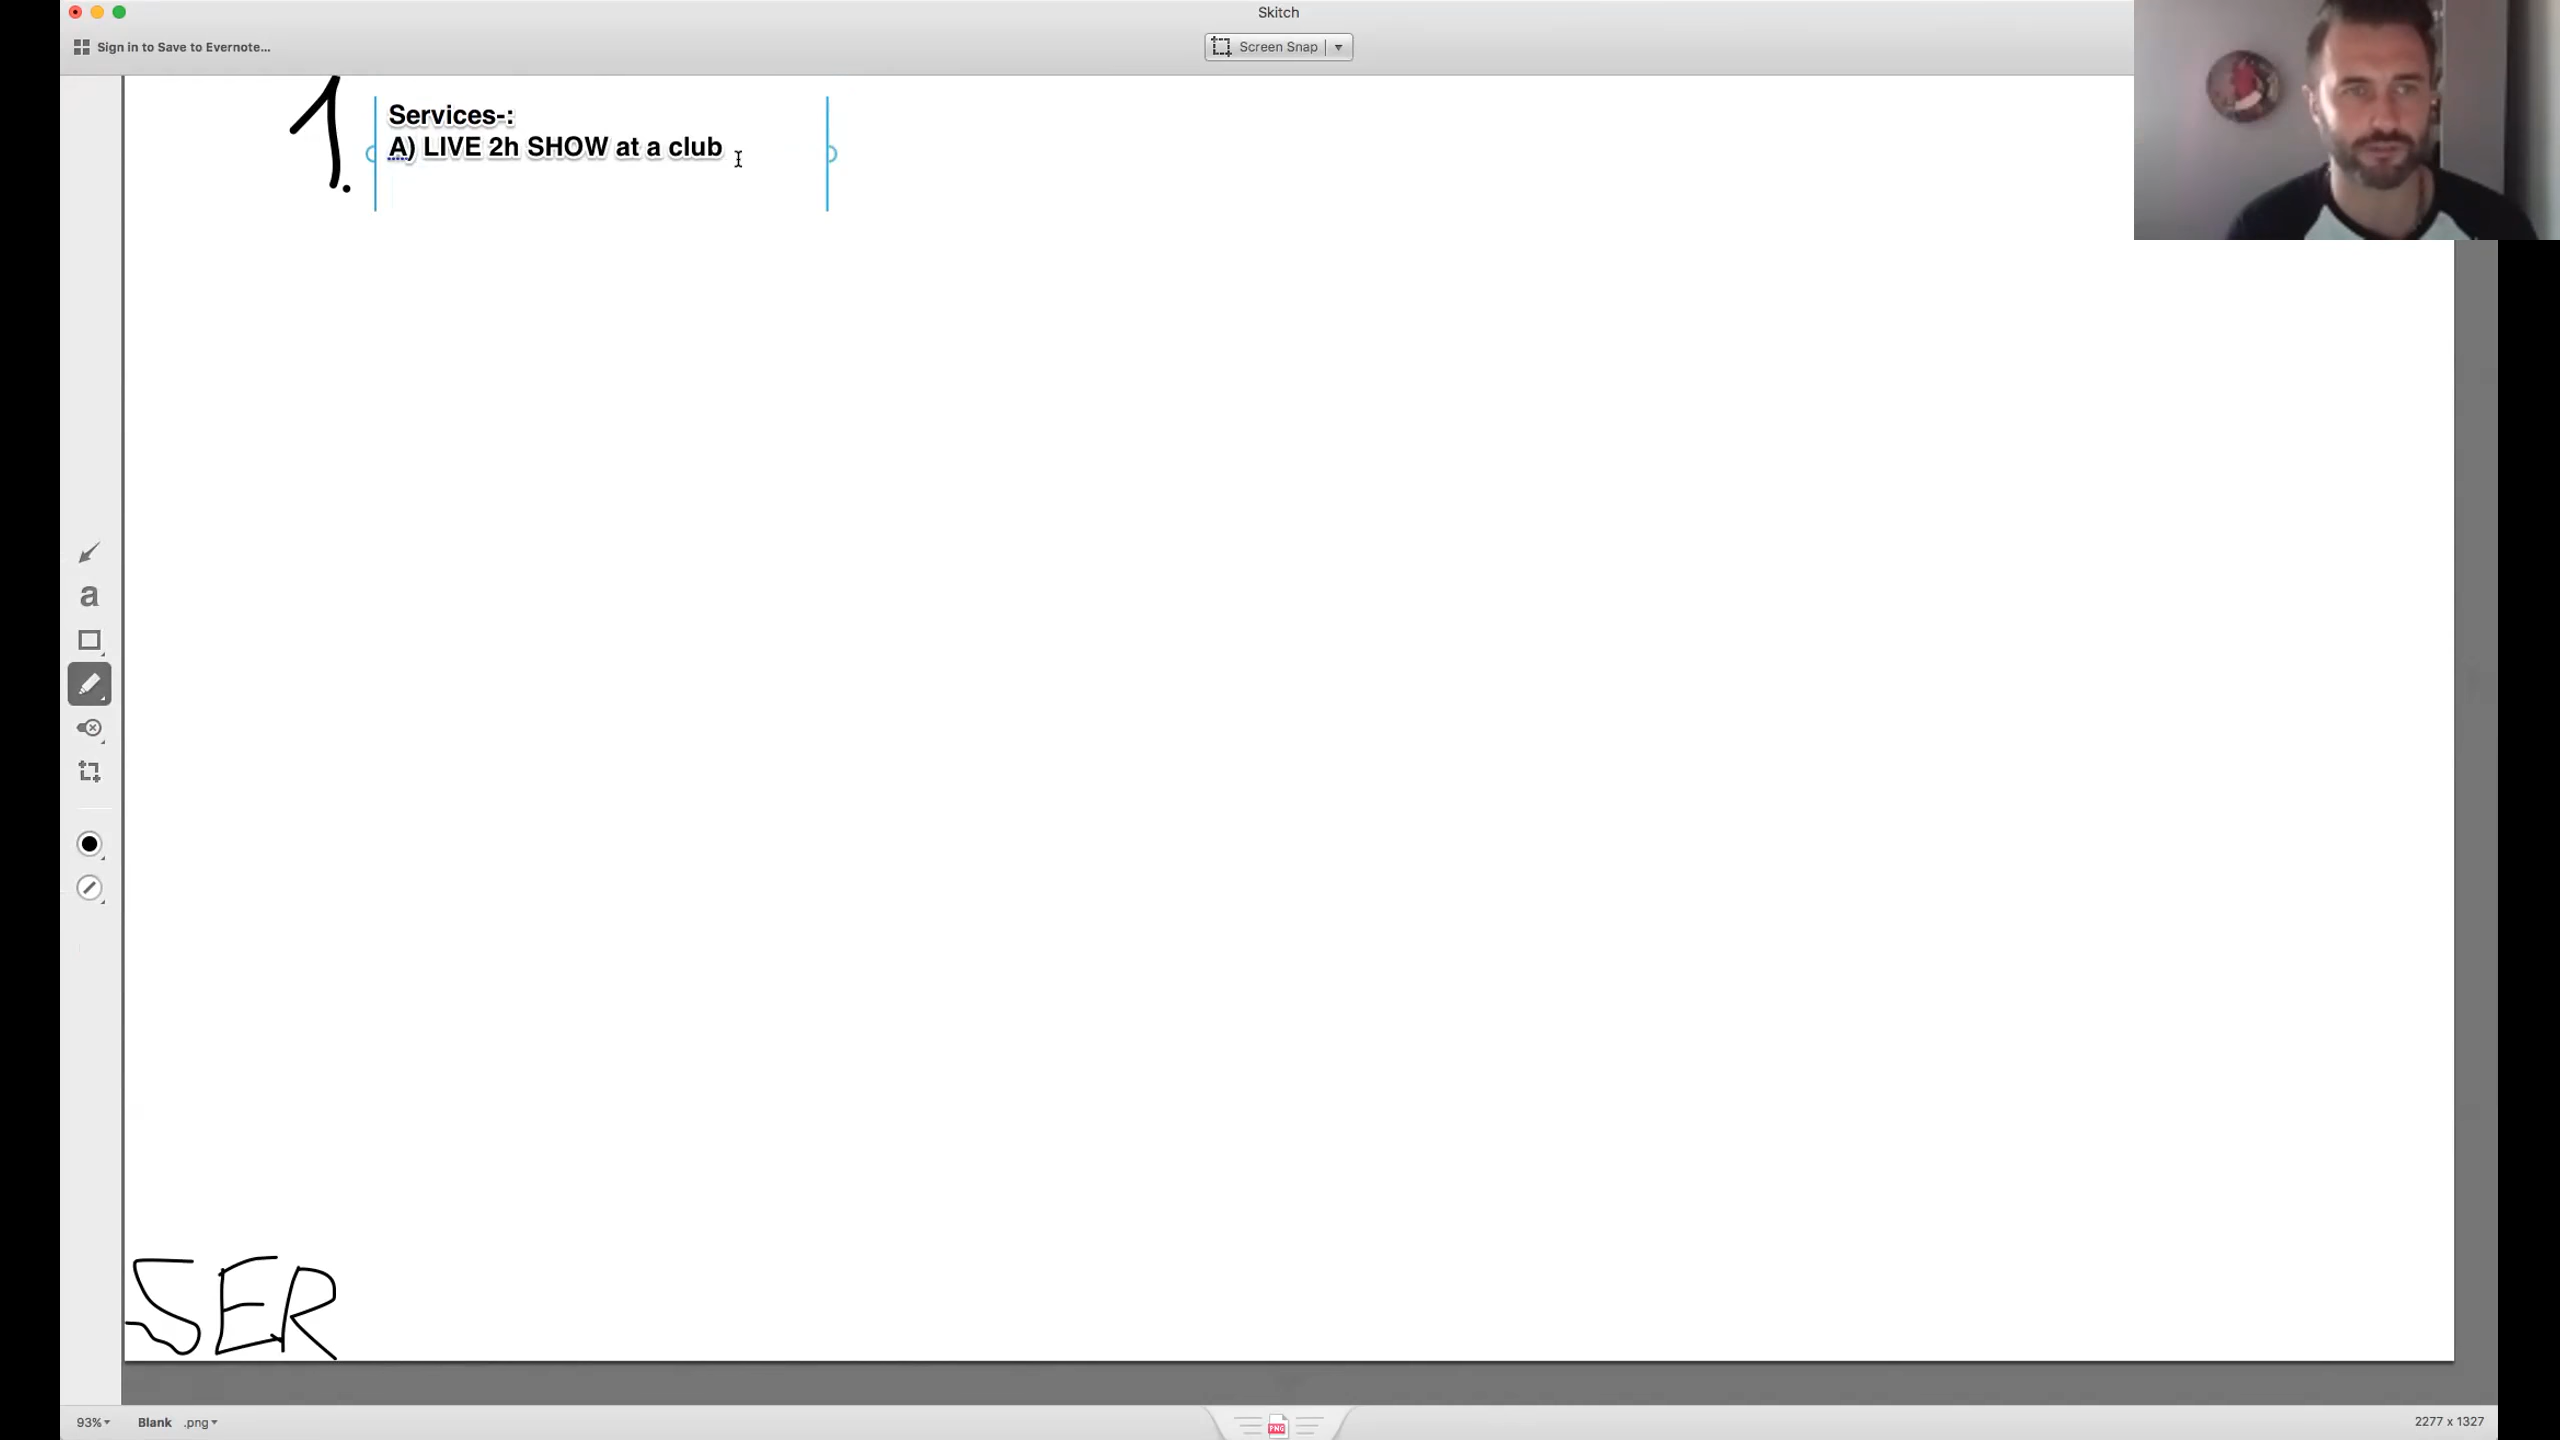 Skitch
Sign in to Save to Evernote...
Screen Snap
1.
Services-:
A) LIVE 2h SHOW at a club
a
SER
93%
Blank .png
PNG
2277 x 1327